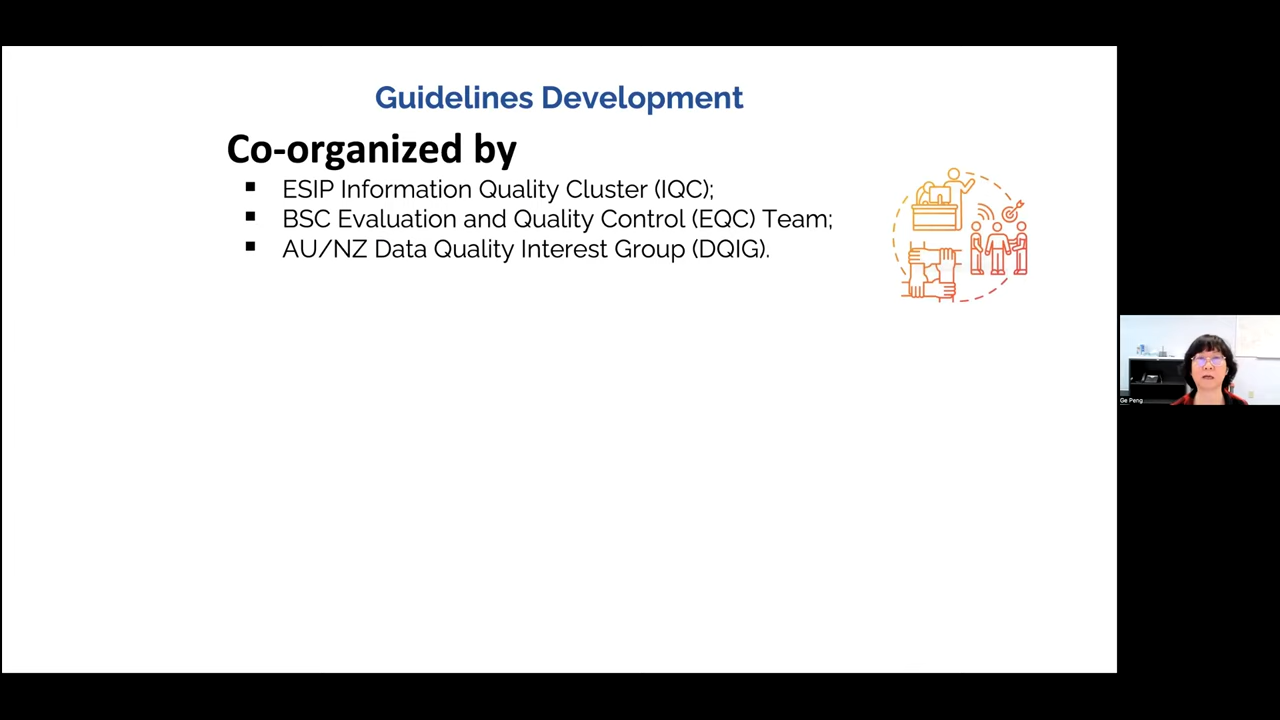 Guidelines Development
Co-organized by
▪ ESIP Information Quality Cluster (IQC);
▪ BSC Evaluation and Quality Control (EQC) Team;
▪ AU/NZ Data Quality Interest Group (DQIG).
Ge Peng